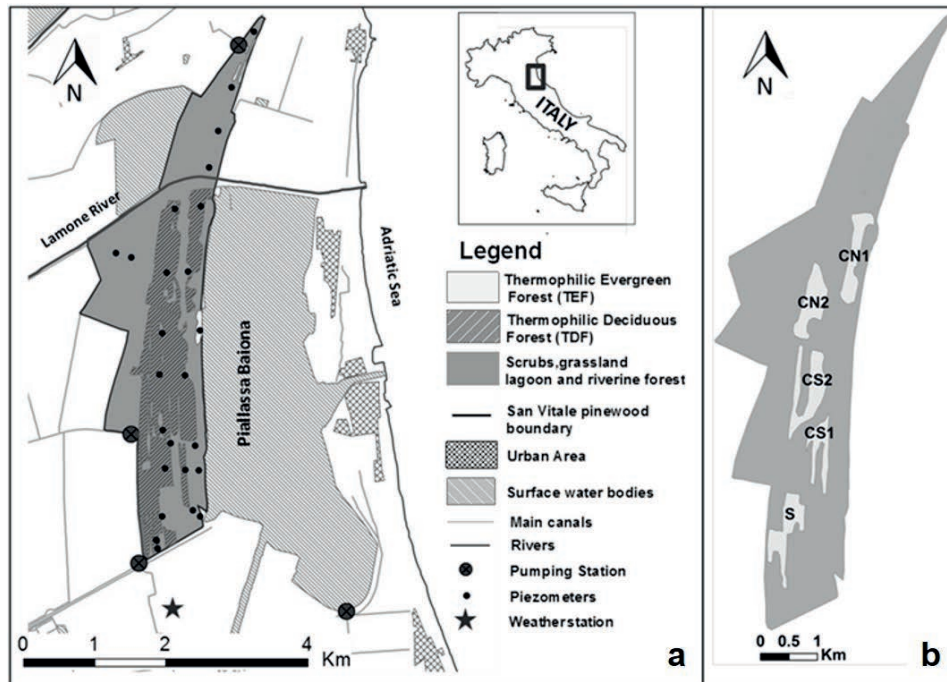 N
Lamone River
Piallassa Baiona
Adriatic Sea
ITALY
Legend
Thermophilic Evergreen
Forest (TEF)
Thermophilic Deciduous
Forest (TDF)
Scrubs,grassland
lagoon and riverine forest
San Vitale pinewood
boundary
Urban Area
Surface water bodies
Main canals
Rivers
Pumping Station
Piezometers
Weatherstation
0 1 2 4
Km
a
N
CN1
CN2
CS2
CS1
S
0 0.5 1
Km
b